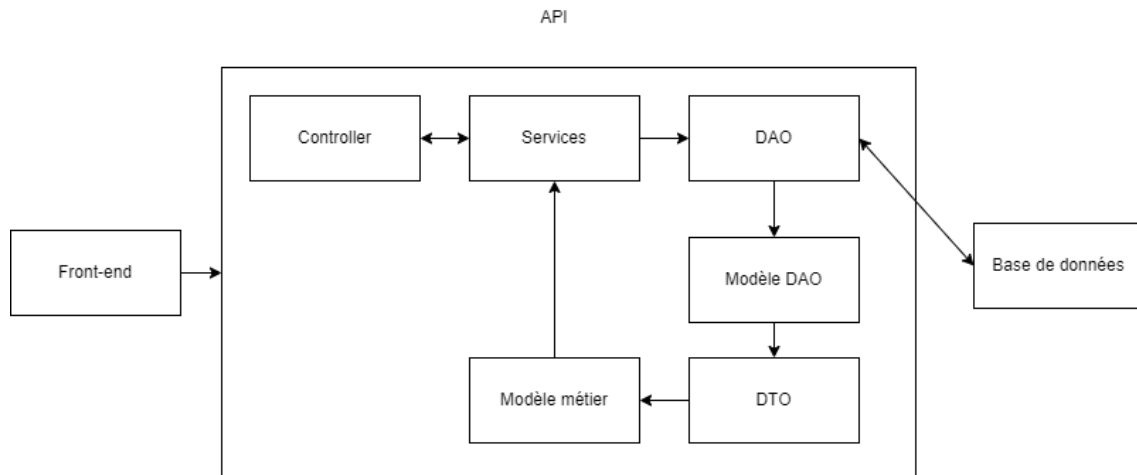 API
Controller
Services
DAO
Front-end
Modèle DAO
Base de données
Modèle métier
DTO